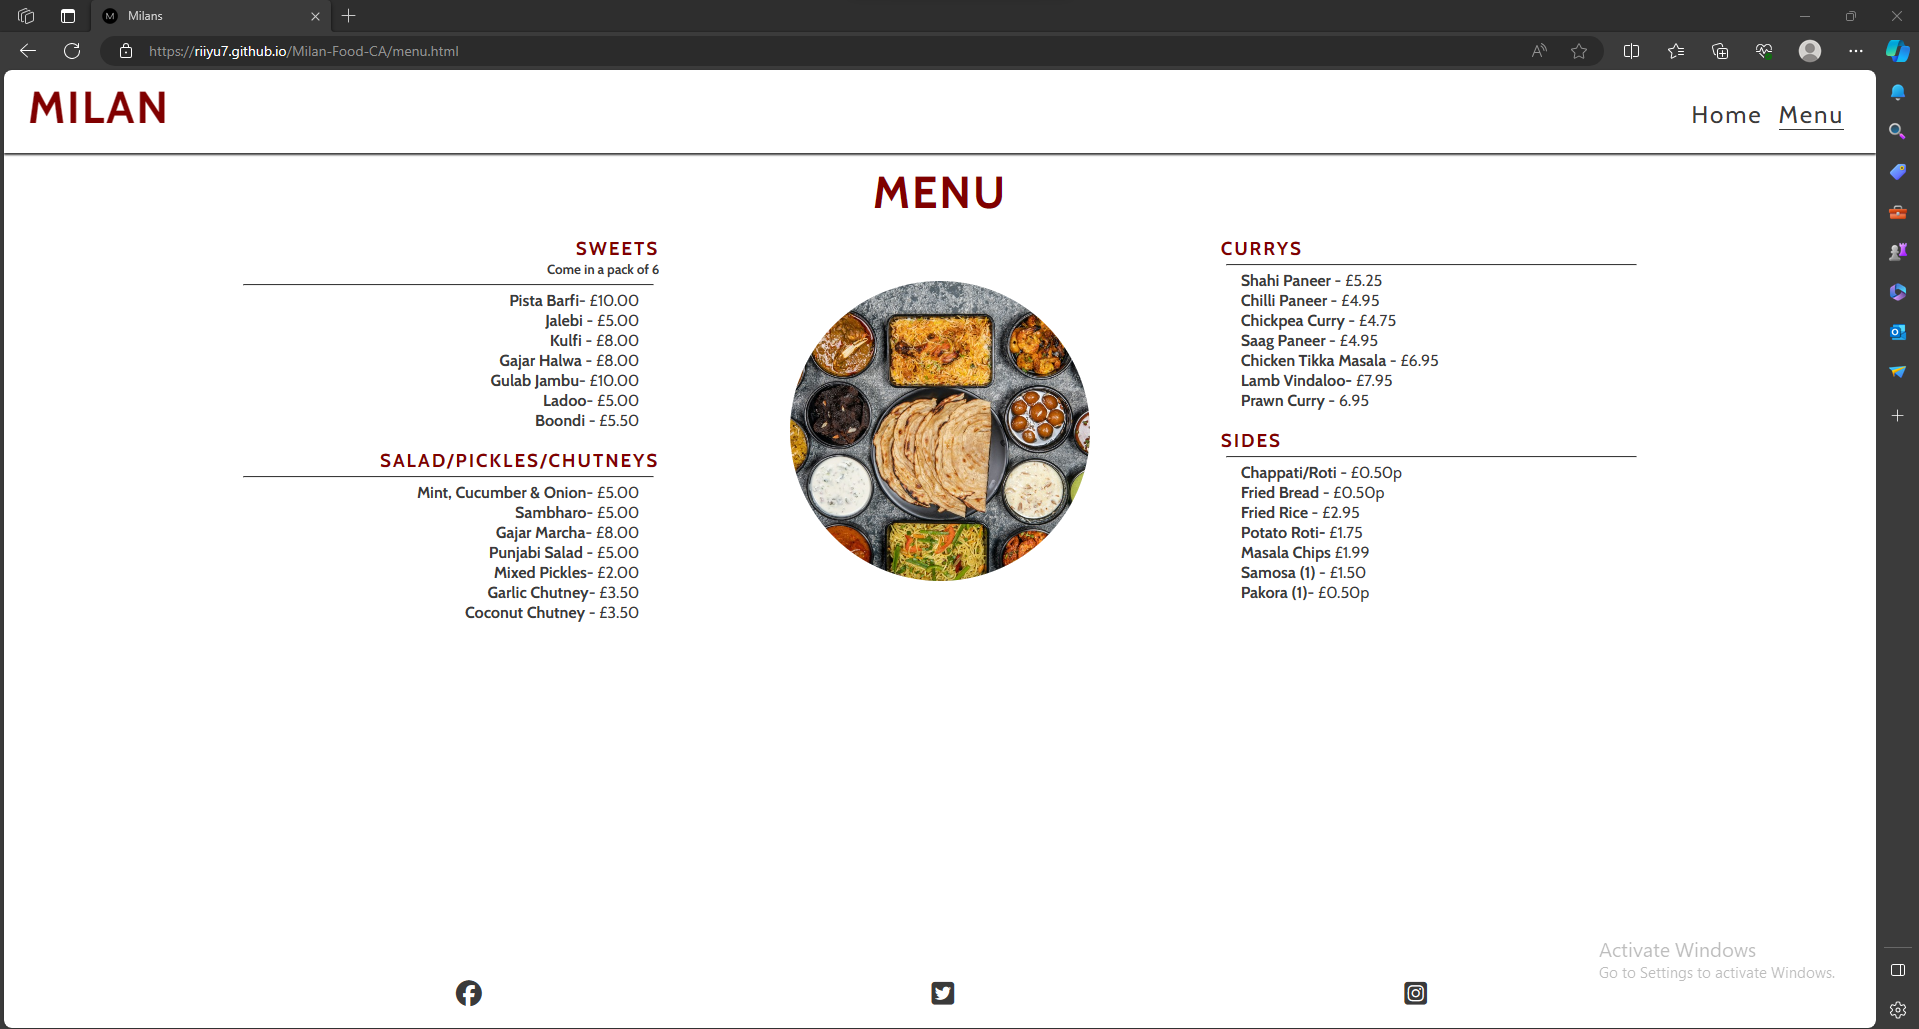 Milans
https://riiyu7.github.io/Milan-Food-CA/menu.html
MILAN
Home Menu
MENU
SWEETS
Come in a pack of 6
Pista Barfi- £10.00
Jalebi - £5.00
Kulfi - £8.00
Gajar Halwa - £8.00
Gulab Jambu- £10.00
Ladoo- £5.00
Boondi - £5.50
SALAD/PICKLES/CHUTNEYS
Mint, Cucumber & Onion- £5.00
Sambharo- £5.00
Gajar Marcha- £8.00
Punjabi Salad - £5.00
Mixed Pickles- £2.00
Garlic Chutney- £3.50
Coconut Chutney - £3.50
CURRYS
Shahi Paneer - £5.25
Chilli Paneer - £4.95
Chickpea Curry - £4.75
Saag Paneer - £4.95
Chicken Tikka Masala - £6.95
Lamb Vindaloo- £7.95
Prawn Curry - 6.95
SIDES
Chappati/Roti - £0.50p
Fried Bread - £0.50p
Fried Rice - £2.95
Potato Roti- £1.75
Masala Chips £1.99
Samosa (1) - £1.50
Pakora (1)- £0.50p
Activate Windows
Go to Settings to activate Windows.